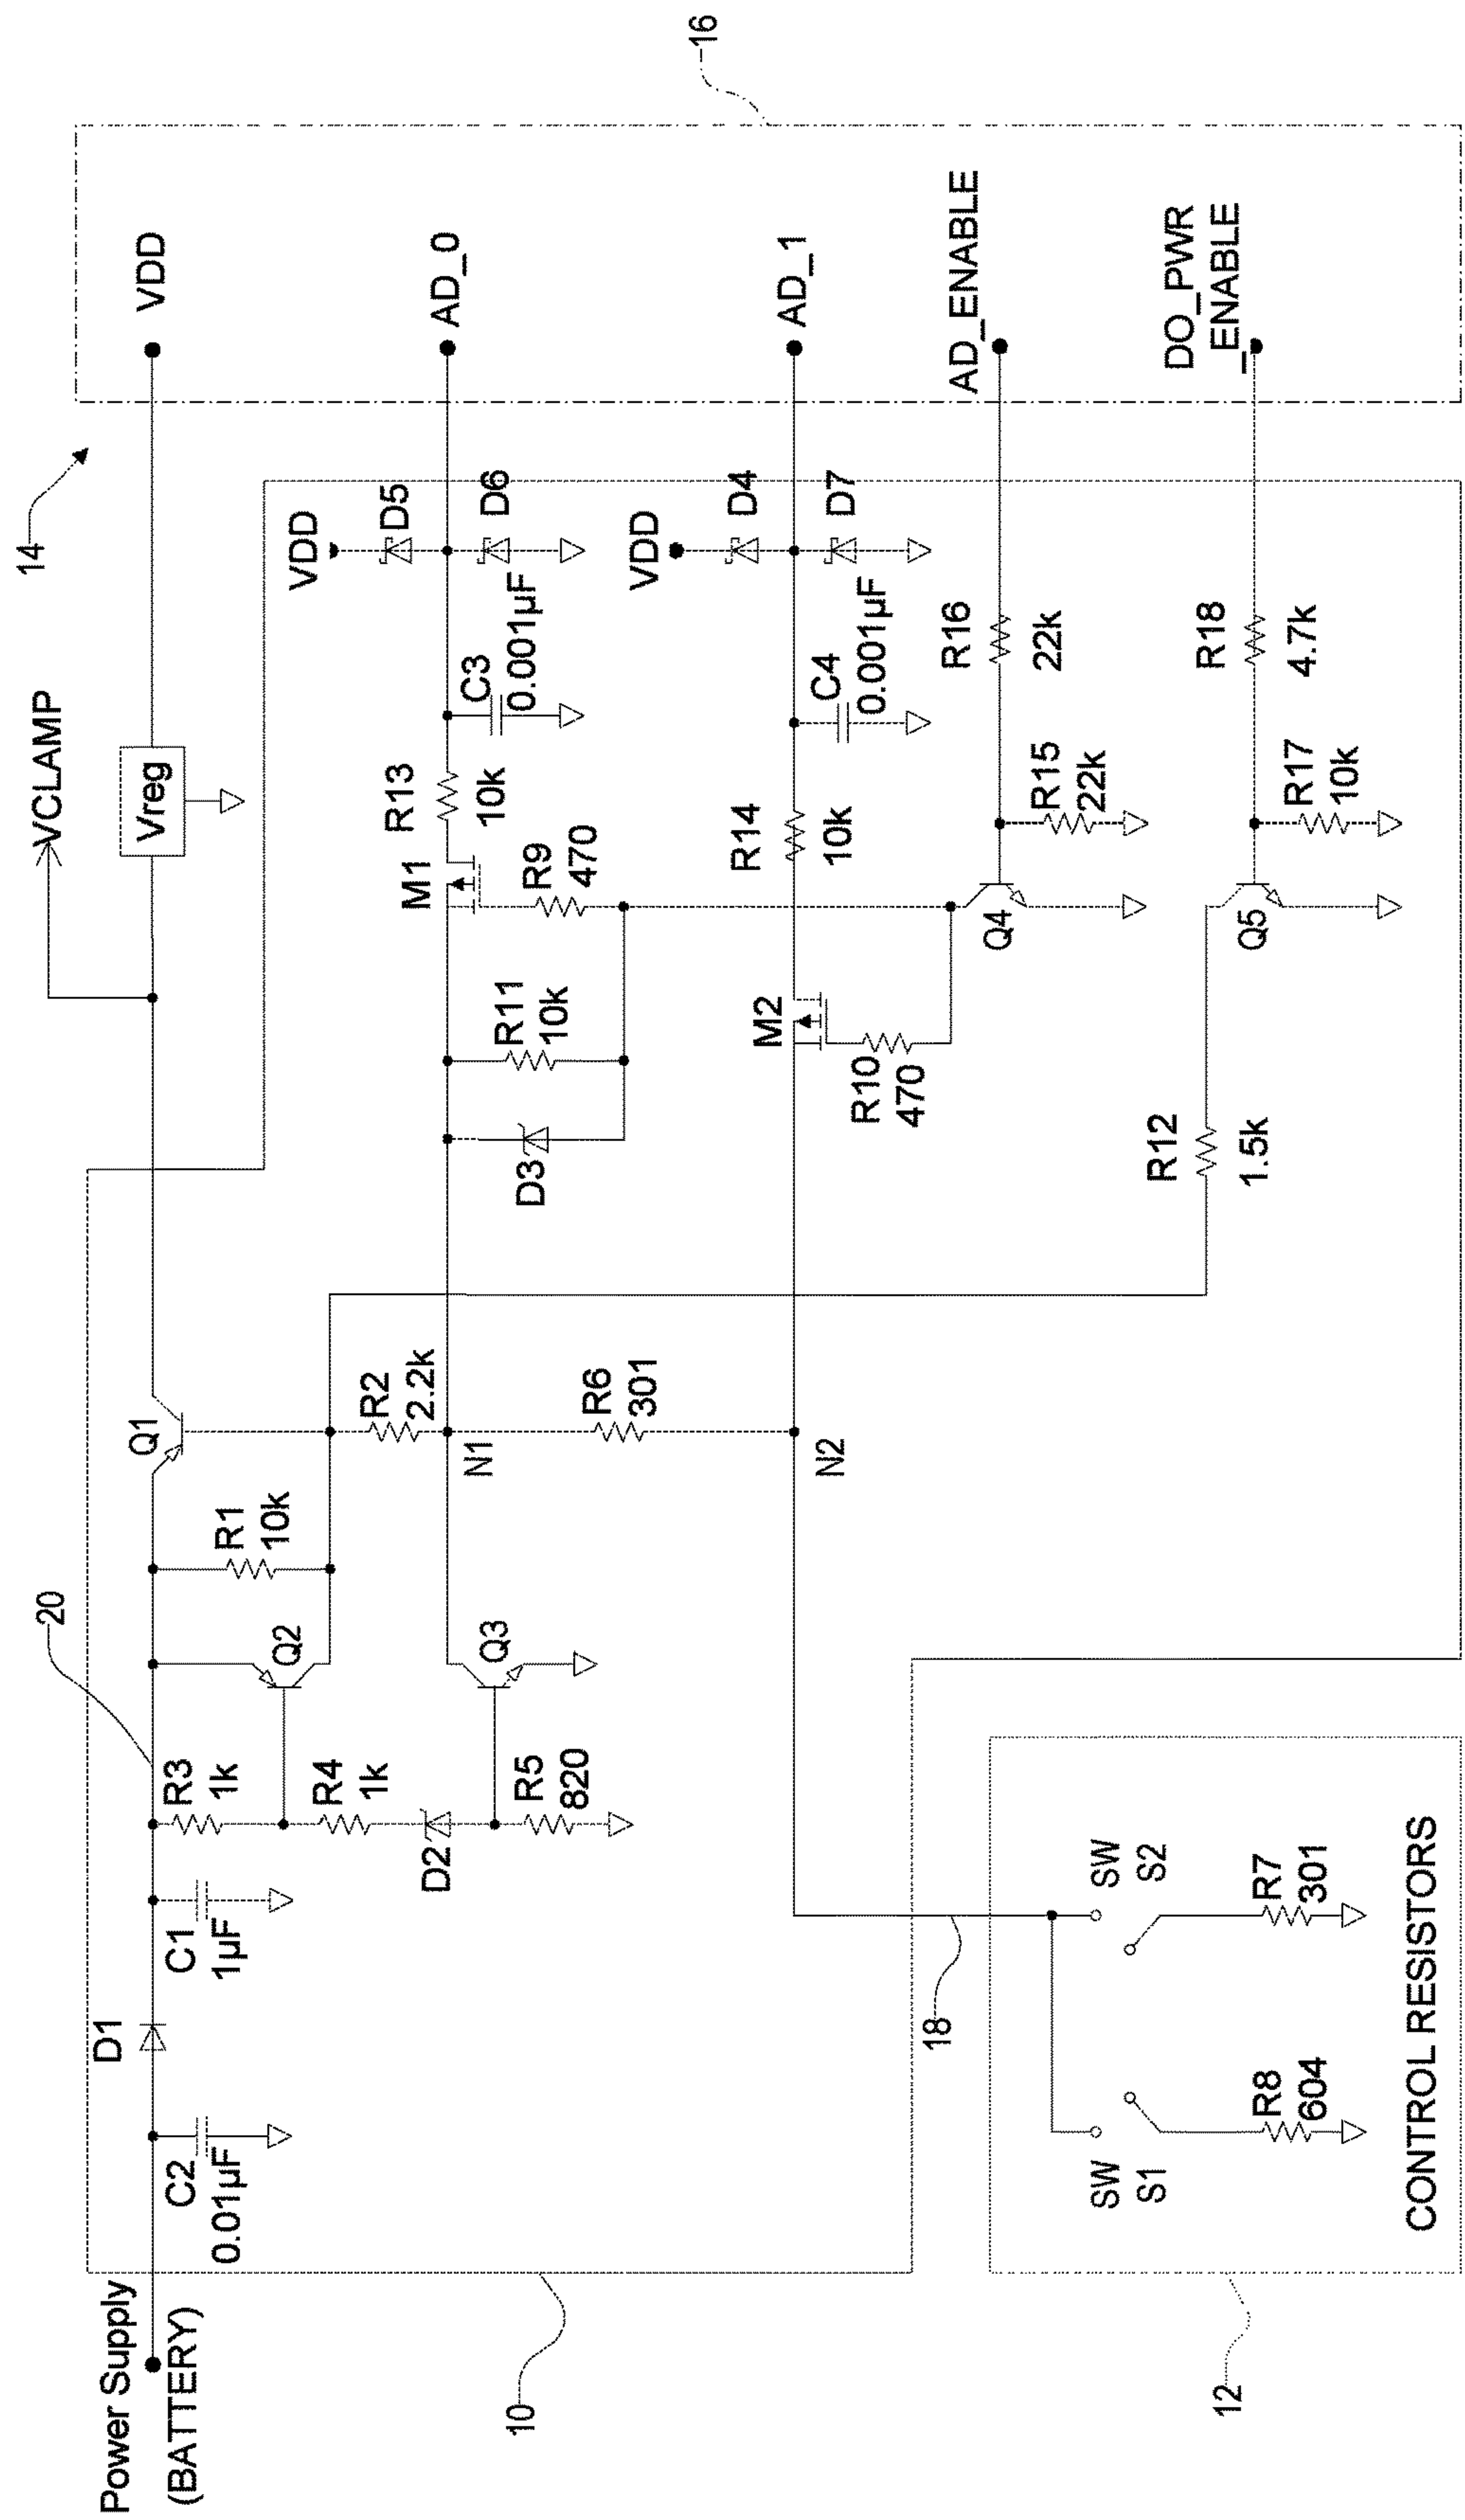 Power Supply
(BATTERY)
C2
0.01µF
D1
C1
1µF
20
R3
1k
R4
1k
D2
R5
820
Q2
Q3
R1
10k
Q1
R2
2.2k
N1
R6
301
N2
D3
R11
10k
M1
R9
470
R13
10k
C3
0.001µF
VDD
D5
D6
VCLAMP
Vreg
14
VDD
AD_0
16
M2
R10
470
R14
10k
C4
0.001µF
VDD
D4
D7
AD_1
Q4
R15
22k
R16
22k
AD_ENABLE
R12
1.5k
Q5
R17
10k
R18
4.7k
DO_PWR
_ENABLE
10
18
12
SW
S1
R8
604
SW
S2
R7
301
CONTROL RESISTORS